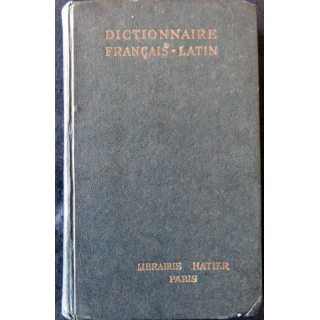 DICTIONNAIRE
FRANÇAIS-LATIN
LIBRAIRIE HATIER
PARIS